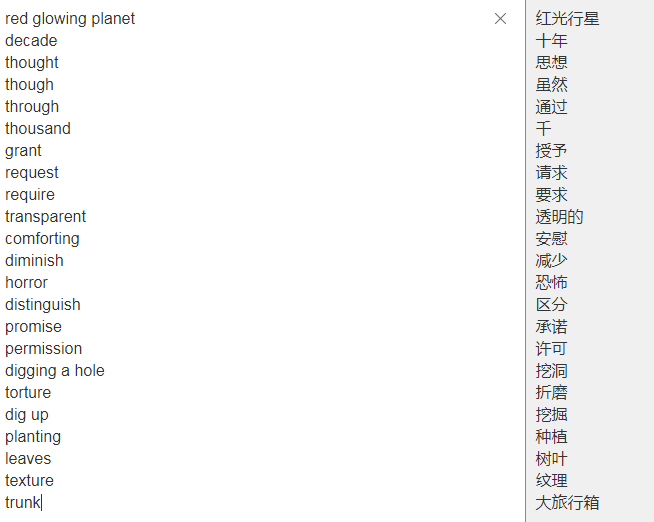 red glowing planet
decade
thought
though
through
thousand
grant
request
require
transparent
comforting
diminish
horror
distinguish
promise
permission
digging a hole
torture
dig up
planting
leaves
texture
trunk
红光行星
十年
思想
虽然
通过
千
授予
请求
要求
透明的
安慰
减少
恐怖
区分
承诺
许可
挖洞
折磨
挖掘
种植
树叶
纹理
大旅行箱